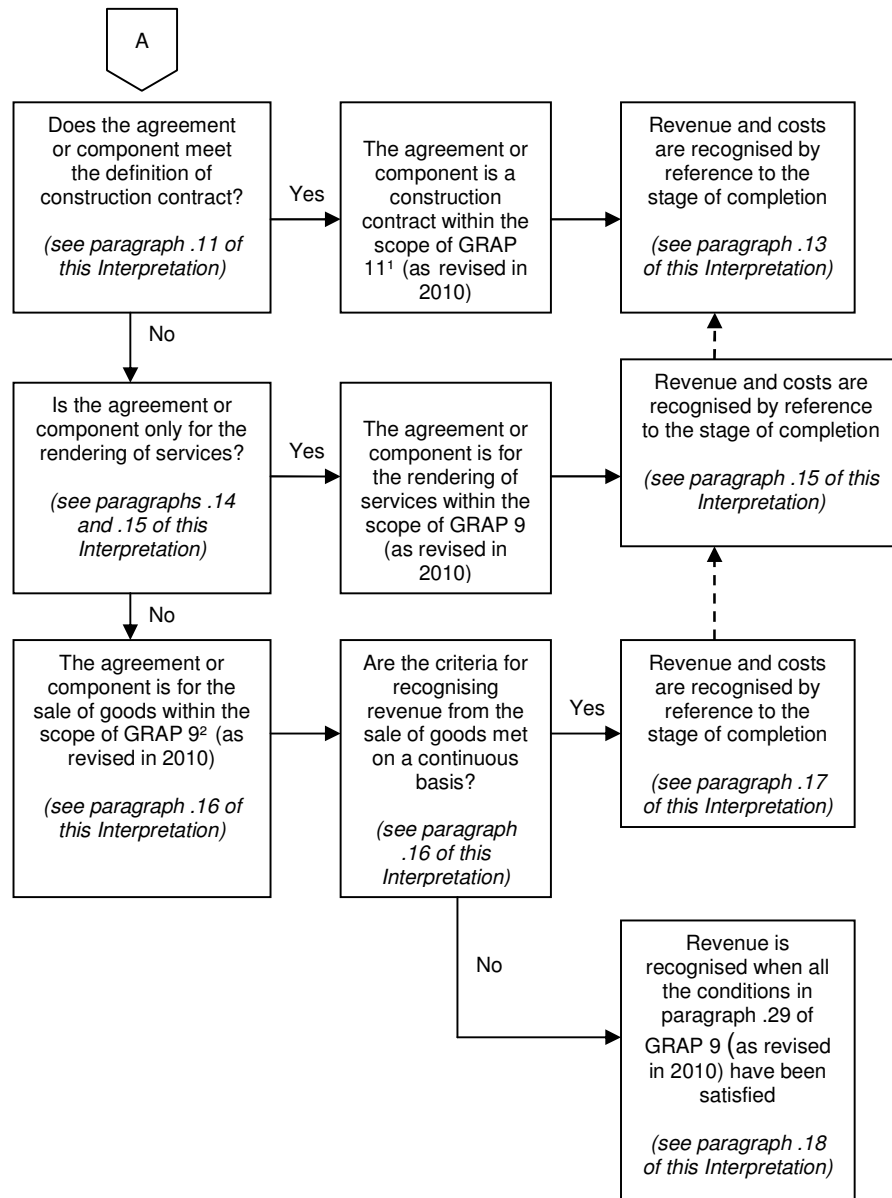 A
Does the agreement
or component meet
the definition of
construction contract?
(see paragraph .11 of
this Interpretation)
Yes
The agreement or
component is a
construction
contract within the
scope of GRAP
11¹ (as revised in
2010)
Revenue and costs
are recognised by
reference to the
stage of completion
(see paragraph .13
of this Interpretation)
No
Is the agreement or
component only for the
rendering of services?
(see paragraphs .14
and .15 of this
Interpretation)
Yes
The agreement or
component is for
the rendering of
services within the
scope of GRAP 9
(as revised in
2010)
Revenue and costs are
recognised by reference
to the stage of completion
(see paragraph .15 of this
Interpretation)
No
The agreement or
component is for the
sale of goods within the
scope of GRAP 9² (as
revised in 2010)
(see paragraph .16 of
this Interpretation)
Are the criteria for
recognising
revenue from the
sale of goods met
on a continuous
basis?
(see paragraph
.16 of this
Interpretation)
Yes
Revenue and costs
are recognised by
reference to the
stage of completion
(see paragraph .17
of this Interpretation)
No
Revenue is
recognised when all
the conditions in
paragraph .29 of
GRAP 9 (as revised
in 2010) have been
satisfied
(see paragraph .18
of this Interpretation)